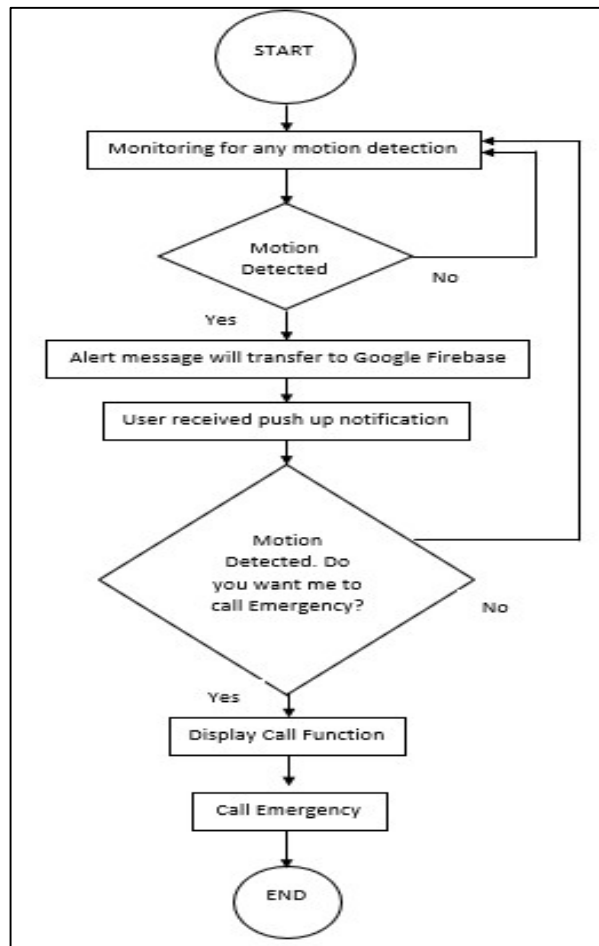 START
Monitoring for any motion detection
Motion
Detected
No
Yes
Alert message will transfer to Google Firebase
User received push up notification
Motion
Detected. Do
you want me to
call Emergency?
No
Yes
Display Call Function
Call Emergency
END